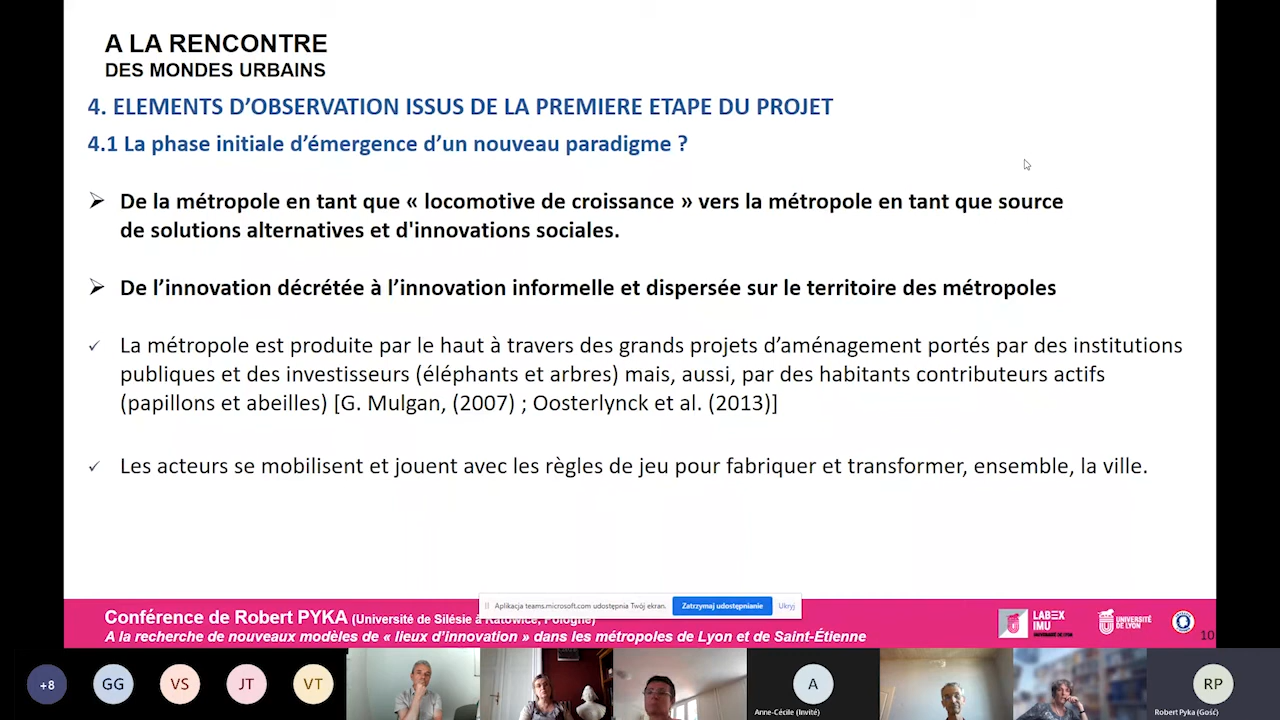 A LA RENCONTRE
DES MONDES URBAINS
4. ELEMENTS D’OBSERVATION ISSUS DE LA PREMIERE ETAPE DU PROJET
4.1 La phase initiale d’émergence d’un nouveau paradigme ?
➢ De la métropole en tant que « locomotive de croissance » vers la métropole en tant que source
de solutions alternatives et d'innovations sociales.
➢ De l’innovation décrétée à l’innovation informelle et dispersée sur le territoire des métropoles
✓ La métropole est produite par le haut à travers des grands projets d’aménagement portés par des institutions
publiques et des investisseurs (éléphants et arbres) mais, aussi, par des habitants contributeurs actifs
(papillons et abeilles) [G. Mulgan, (2007) ; Oosterlynck et al. (2013)]
✓ Les acteurs se mobilisent et jouent avec les règles de jeu pour fabriquer et transformer, ensemble, la ville.
Aplikacja teams.microsoft.com udostępnia Twój ekran. Zatrzymaj udostępnianie Ukryj
Conférence de Robert PYKA (Université de Silésie à Katowice, Pologne)
A la recherche de nouveaux modèles de « lieux d’innovation » dans les métropoles de Lyon et de Saint-Étienne
LABEX
IMU
UNIVERSITÉ DE LYON
UNIVERSITÉ
DE LYON
10
+8
GG
VS
JT
VT
A
Anne-Cécile (Invité)
RP
Robert Pyka (Gość)